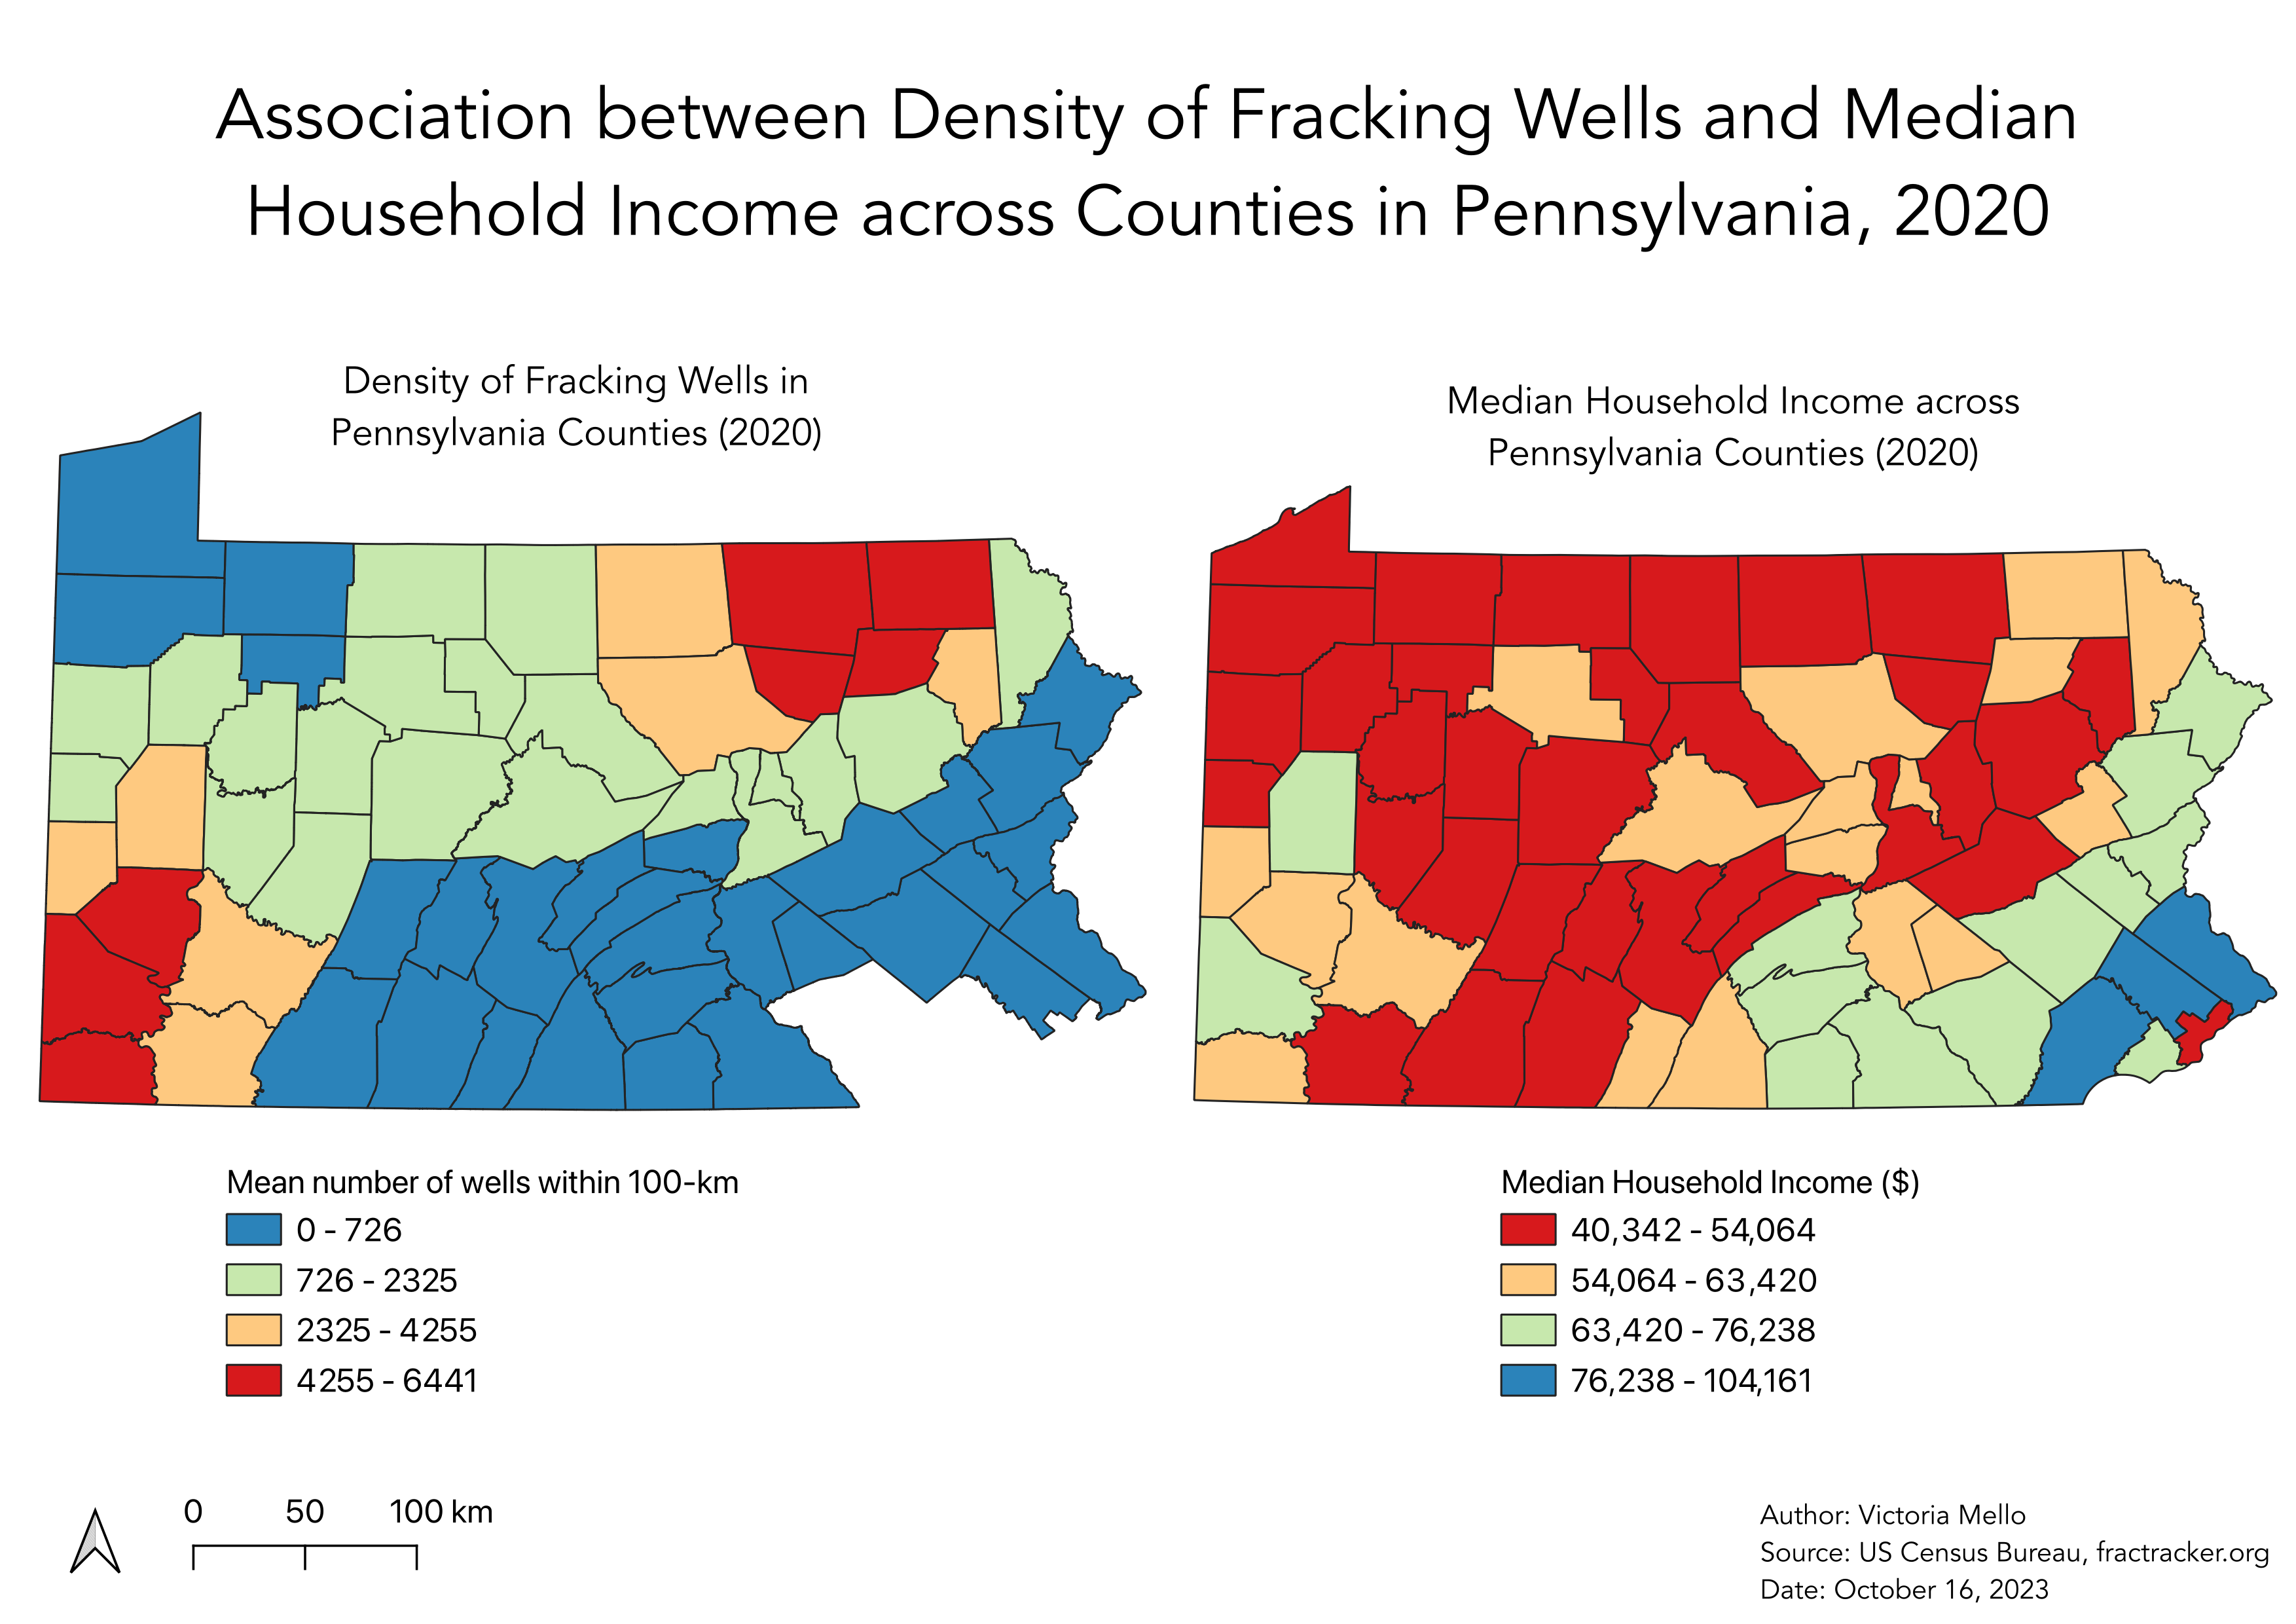 Association between Density of Fracking Wells and Median
Household Income across Counties in Pennsylvania, 2020
Density of Fracking Wells in
Pennsylvania Counties (2020)
Median Household Income across
Pennsylvania Counties (2020)
Mean number of wells within 100-km
0 - 726
726 - 2325
2325 - 4255
4255 - 6441
Median Household Income ($)
40,342 - 54,064
54,064 - 63,420
63,420 - 76,238
76,238 - 104,161
0 50 100 km
Author: Victoria Mello
Source: US Census Bureau, fractracker.org
Date: October 16, 2023